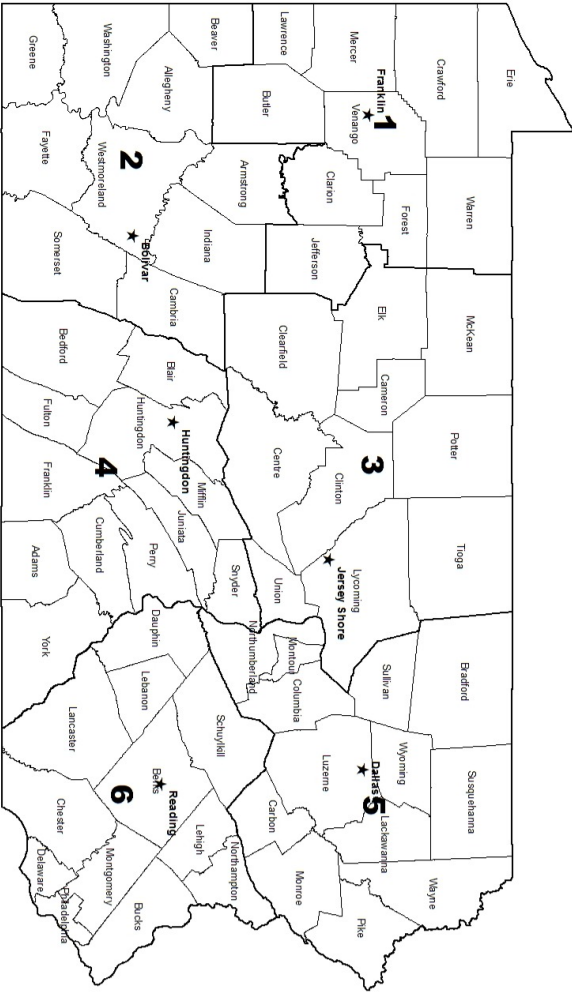 Erie
Crawford
Warren
McKean
Potter
Tioga
Bradford
Susquehanna
Wayne
Mercer
Franklin
1
Venango
Forest
Elk
Cameron
Clinton
3
Lycoming
Jersey Shore
Sullivan
Wyoming
Lackawanna
Dallas
5
Pike
Lawrence
Butler
Clarion
Jefferson
Clearfield
Centre
Union
Montour
Columbia
Northumberland
Luzerne
Carbon
Monroe
Beaver
Allegheny
Armstrong
Indiana
Cambria
Blair
Huntingdon
Huntingdon
Mifflin
Juniata
Snyder
Schuylkill
Northampton
Lehigh
Washington
2
Westmoreland
Bolivar
4
Perry
Cumberland
Dauphin
Lebanon
Berks
Reading
6
Montgomery
Bucks
Greene
Fayette
Somerset
Bedford
Fulton
Franklin
Adams
York
Lancaster
Chester
Delaware
Philadelphia